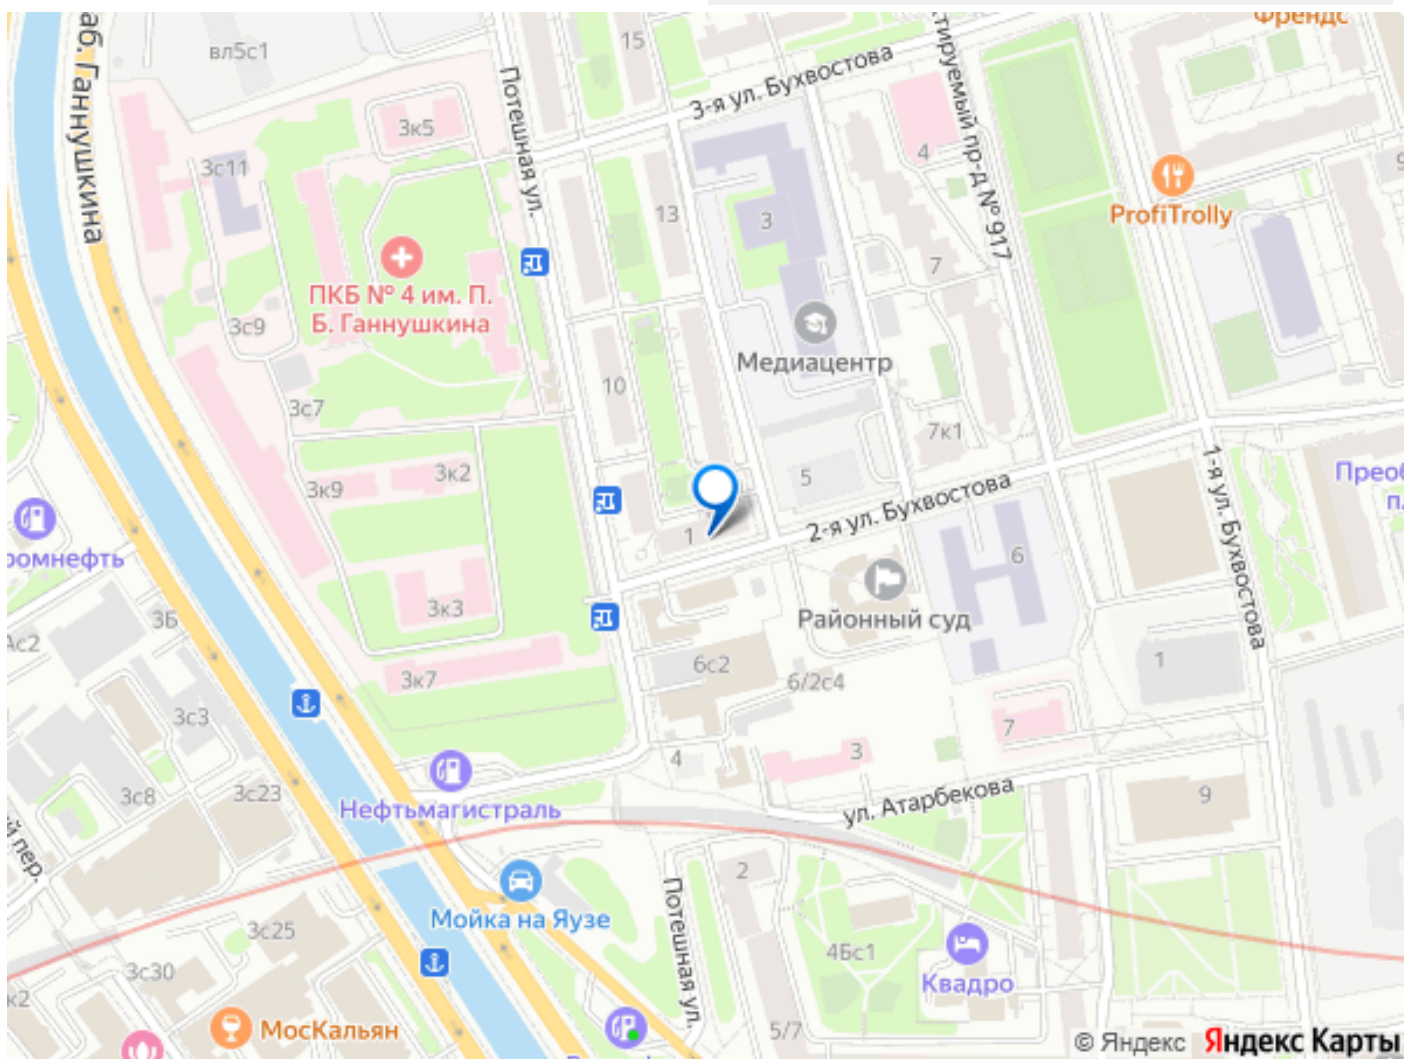 Френдс
вл5с1
15
наб. Ганнушкина
Потешная ул.
3-я ул. Бухвостова
3к5
4
3с11
13
3
ProfiTrolly
7
ПКБ № 4 им. П.
Б. Ганнушкина
3с9
Медиацентр
10
3с7
7к1
3к2
3к9
5
1
2-я ул. Бухвостова
1-я ул. Бухвостова
6
3к3
Районный суд
3Б
6с2
6/2с4
1
3к7
3с3
7
4
3
3с8
3с23
Нефтьмагистраль
ул. Атарбекова
9
2
Мойка на Яузе
Потешная ул.
3с25
4Бс1
3с30
Квадро
МосКальян
5/7
© Яндекс Яндекс Карты